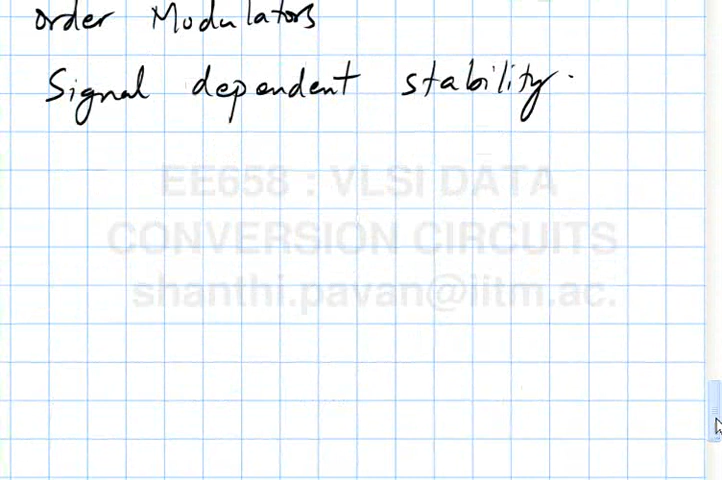 order Modulators
Signal dependent stability.
EE658 : VLSI DATA
CONVERSION CIRCUITS
shanthi.pavan@iitm.ac.